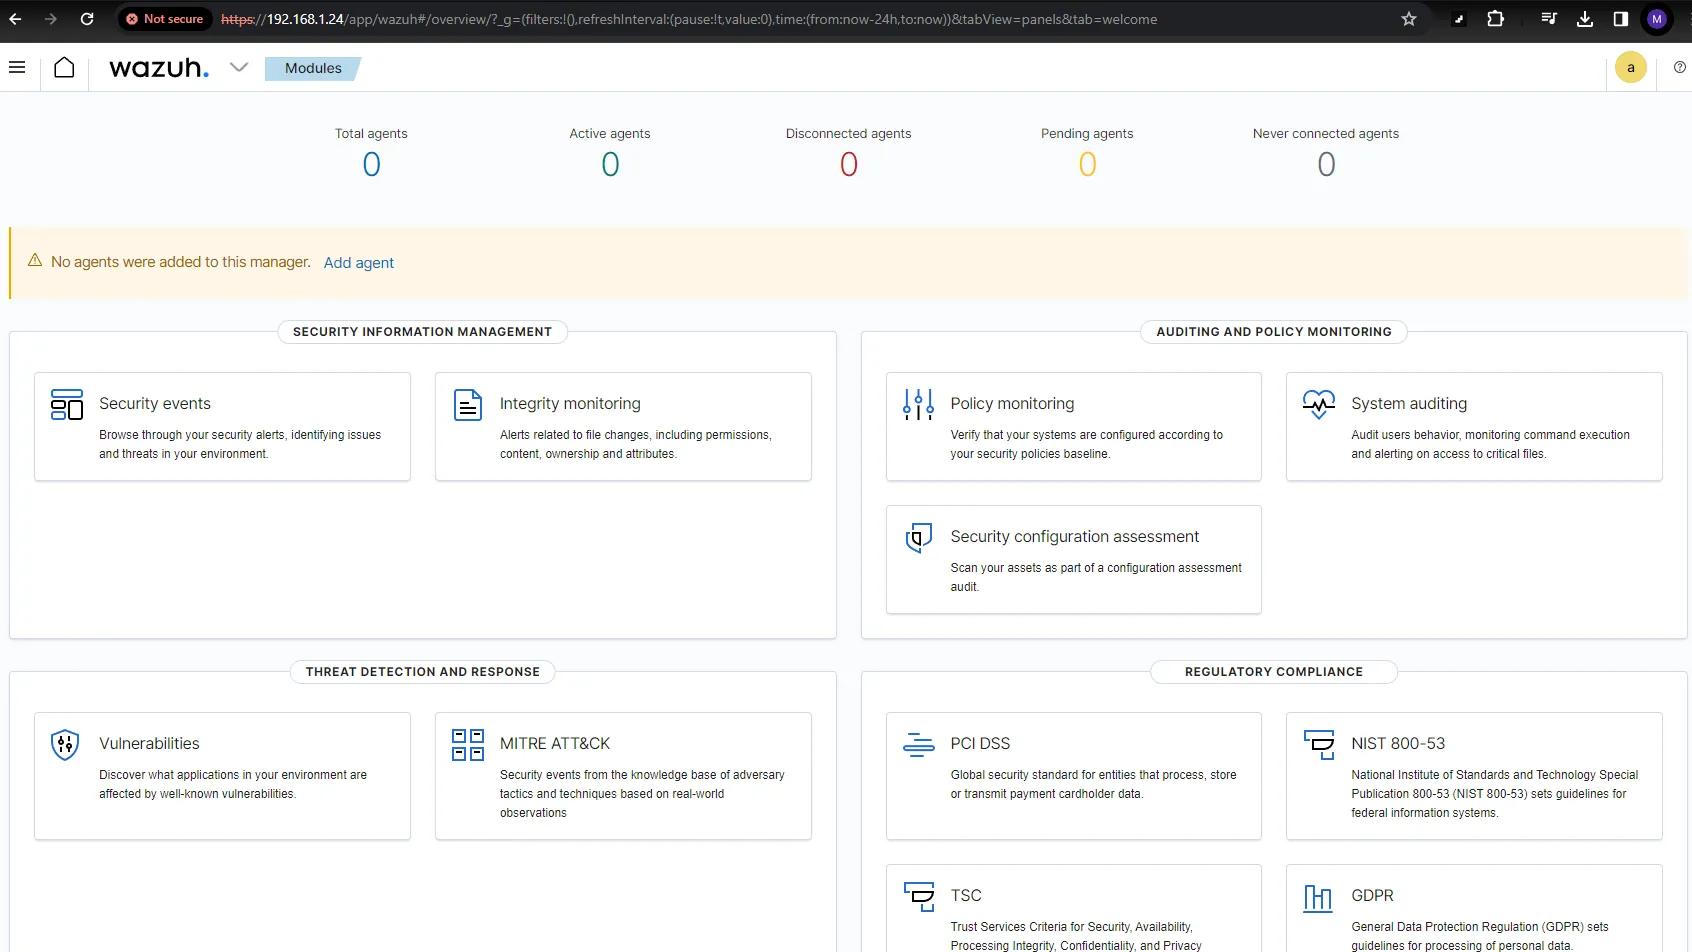 Not secure
https://192.168.1.24/app/wazuh#/overview/?_g=(filters:!(),refreshInterval:(pause:!t,value:0),time:(from:now-24h,to:now))&tabView=panels&tab=welcome
M
wazuh.
Modules
a
Total agents
0
Active agents
0
Disconnected agents
0
Pending agents
0
Never connected agents
0
No agents were added to this manager. Add agent
SECURITY INFORMATION MANAGEMENT
Security events
Browse through your security alerts, identifying issues
and threats in your environment.
Integrity monitoring
Alerts related to file changes, including permissions,
content, ownership and attributes.
AUDITING AND POLICY MONITORING
Policy monitoring
Verify that your systems are configured according to
your security policies baseline.
System auditing
Audit users behavior, monitoring command execution
and alerting on access to critical files.
Security configuration assessment
Scan your assets as part of a configuration assessment
audit.
THREAT DETECTION AND RESPONSE
Vulnerabilities
Discover what applications in your environment are
affected by well-known vulnerabilities.
MITRE ATT&CK
Security events from the knowledge base of adversary
tactics and techniques based on real-world
observations
REGULATORY COMPLIANCE
PCI DSS
Global security standard for entities that process, store
or transmit payment cardholder data.
NIST 800-53
National Institute of Standards and Technology Special
Publication 800-53 (NIST 800-53) sets guidelines for
federal information systems.
TSC
Trust Services Criteria for Security, Availability,
Processing Integrity, Confidentiality, and Privacy
GDPR
General Data Protection Regulation (GDPR) sets
guidelines for processing of personal data.